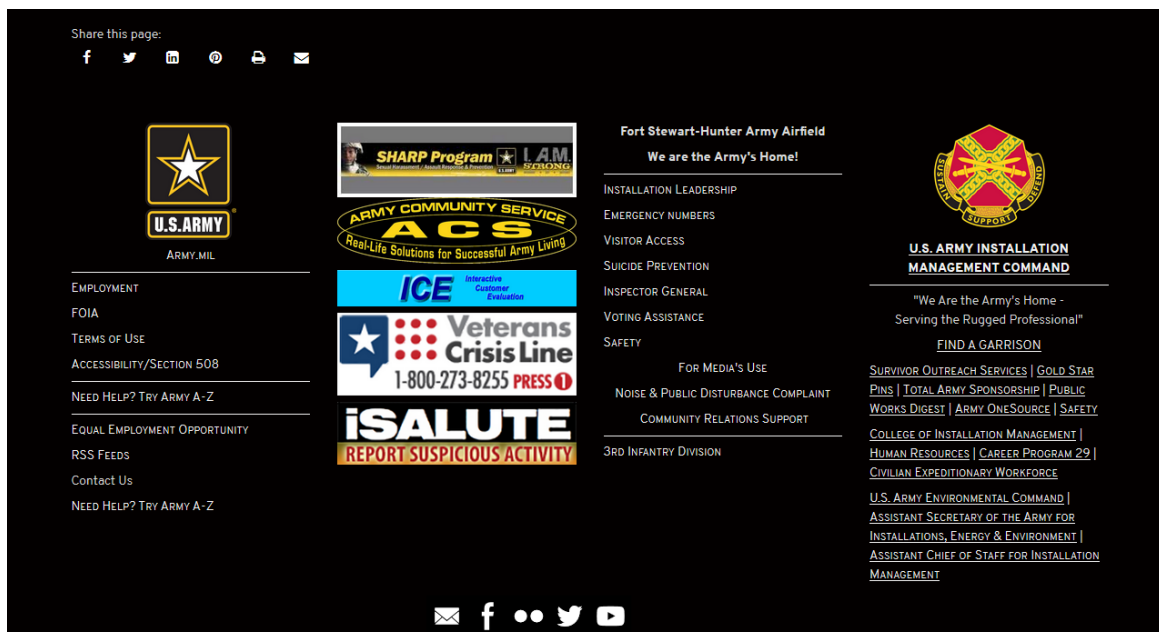 Share this page:
U.S.ARMY
ARMY.MIL
EMPLOYMENT
FOIA
TERMS OF USE
ACCESSIBILITY/SECTION 508
NEED HELP? TRY ARMY A-Z
EQUAL EMPLOYMENT OPPORTUNITY
RSS FEEDS
Contact Us
NEED HELP? TRY ARMY A-Z
SHARP Program
Sexual Harassment / Assault Response & Prevention
I. A.M.
STRONG
ARMY COMMUNITY SERVICE
ACS
Real-Life Solutions for Successful Army Living
ICE
Interactive
Customer
Evaluation
Veterans
Crisis Line
1-800-273-8255 PRESS 1
iSALUTE
REPORT SUSPICIOUS ACTIVITY
Fort Stewart-Hunter Army Airfield
We are the Army's Home!
INSTALLATION LEADERSHIP
EMERGENCY NUMBERS
VISITOR ACCESS
SUICIDE PREVENTION
INSPECTOR GENERAL
VOTING ASSISTANCE
SAFETY
FOR MEDIA'S USE
NOISE & PUBLIC DISTURBANCE COMPLAINT
COMMUNITY RELATIONS SUPPORT
3RD INFANTRY DIVISION
SUSTAIN
SUPPORT
DEFEND
U.S. ARMY INSTALLATION
MANAGEMENT COMMAND
"We Are the Army's Home -
Serving the Rugged Professional"
FIND A GARRISON
SURVIVOR OUTREACH SERVICES | GOLD STAR
PINS | TOTAL ARMY SPONSORSHIP | PUBLIC
WORKS DIGEST | ARMY ONESOURCE | SAFETY
COLLEGE OF INSTALLATION MANAGEMENT |
HUMAN RESOURCES | CAREER PROGRAM 29 |
CIVILIAN EXPEDITIONARY WORKFORCE
U.S. ARMY ENVIRONMENTAL COMMAND |
ASSISTANT SECRETARY OF THE ARMY FOR
INSTALLATIONS, ENERGY & ENVIRONMENT |
ASSISTANT CHIEF OF STAFF FOR INSTALLATION
MANAGEMENT